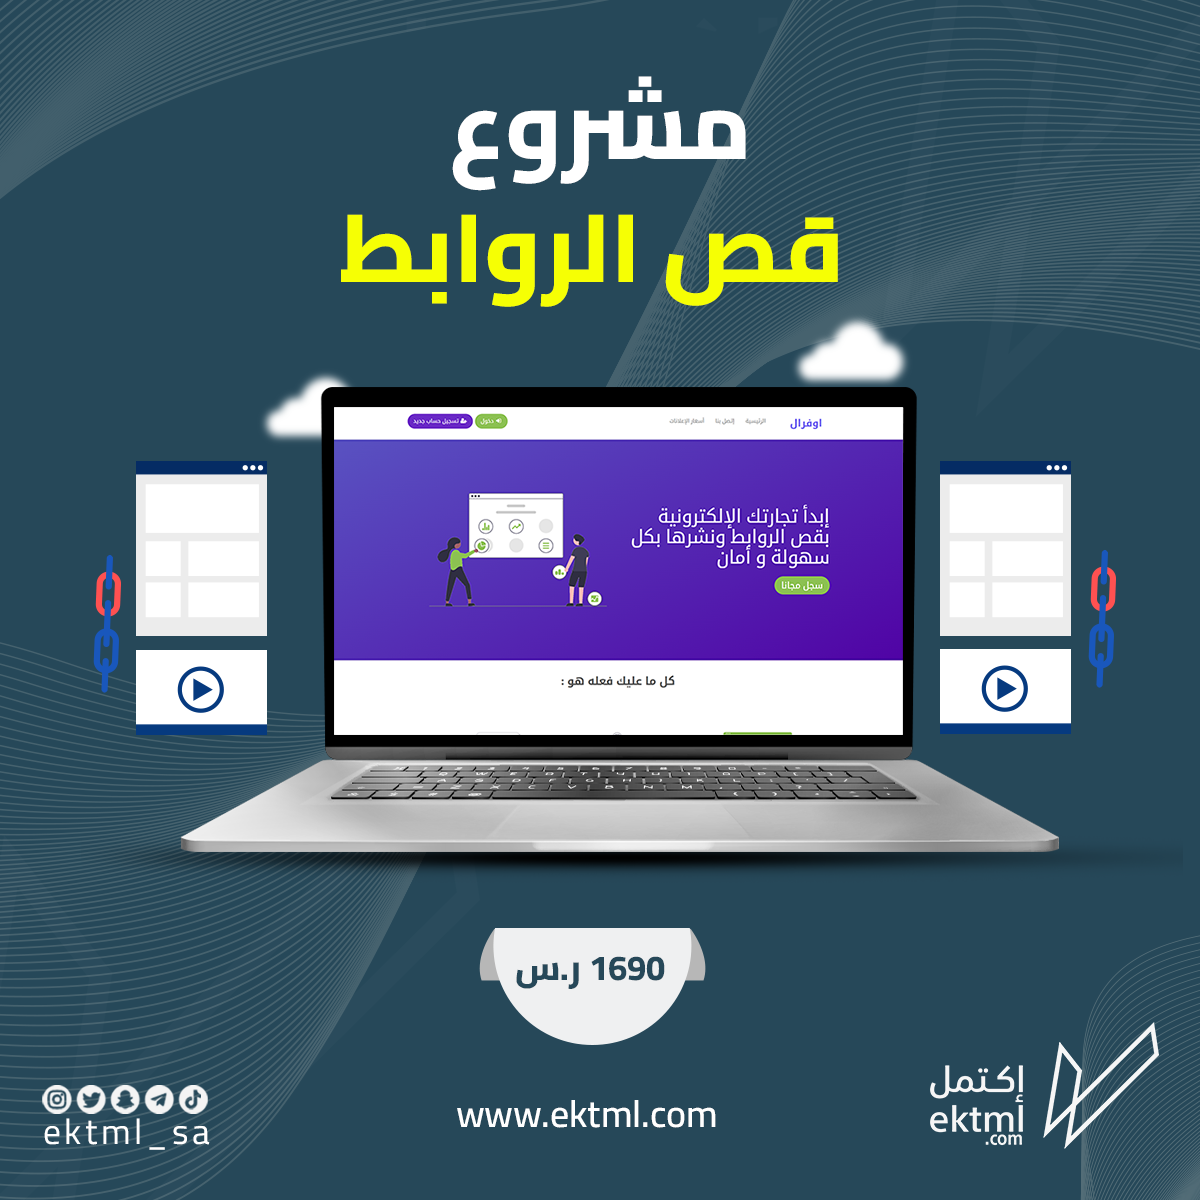 مشروع
قص الروابط
اوفرال
الرئيسية
إتصل بنا
أسعار الإعلانات
دخول
تسجيل حساب جديد
إبدأ تجارتك الإلكترونية
بقص الروابط ونشرها بكل
سهولة و أمان
سجل مجانا
كل ما عليك فعله هو :
1690 ر.س
ektml_sa
www.ektml.com
إكتمل
ektml
.com